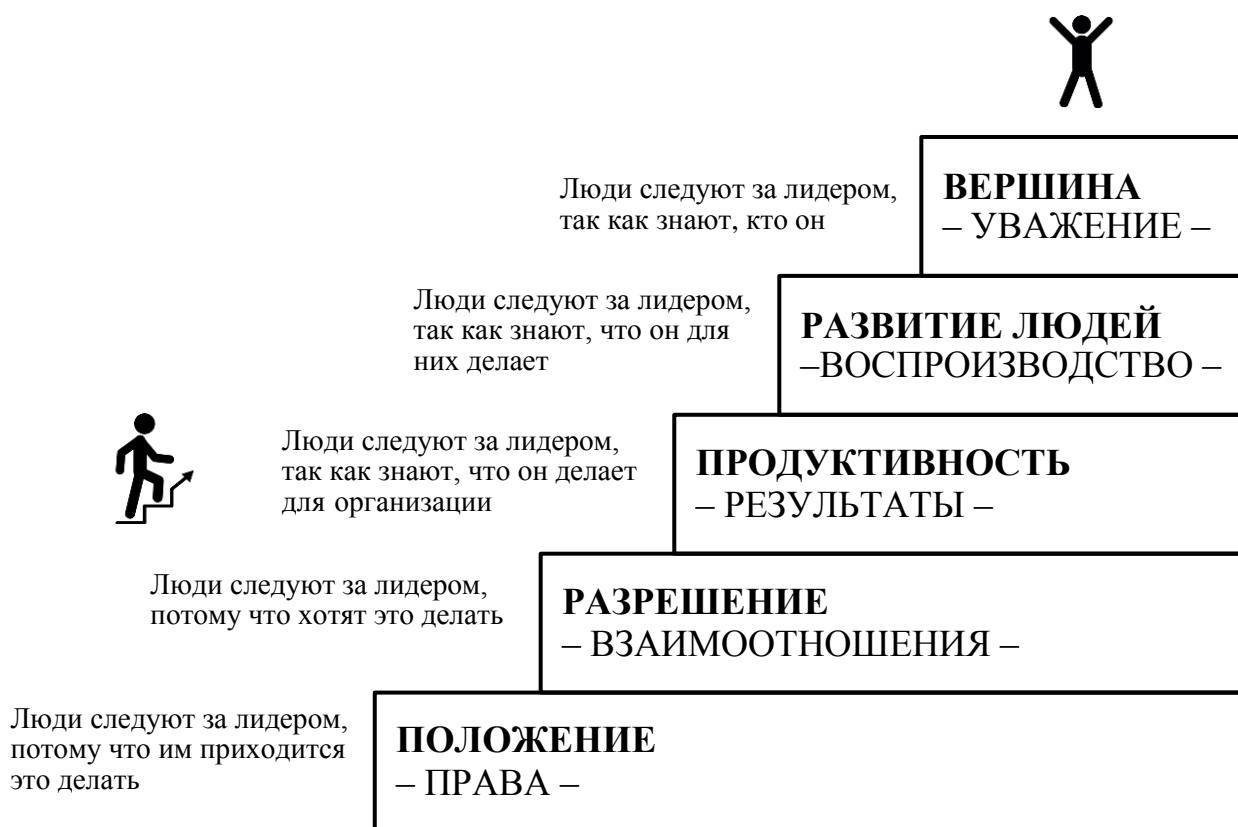 Люди следуют за лидером,
так как знают, кто он
ВЕРШИНА
– УВАЖЕНИЕ –
Люди следуют за лидером,
так как знают, что он для
них делает
РАЗВИТИЕ ЛЮДЕЙ
–ВОСПРОИЗВОДСТВО –
Люди следуют за лидером,
так как знают, что он делает
для организации
ПРОДУКТИВНОСТЬ
– РЕЗУЛЬТАТЫ –
Люди следуют за лидером,
потому что хотят это делать
РАЗРЕШЕНИЕ
– ВЗАИМООТНОШЕНИЯ –
Люди следуют за лидером,
потому что им приходится
это делать
ПОЛОЖЕНИЕ
– ПРАВА –